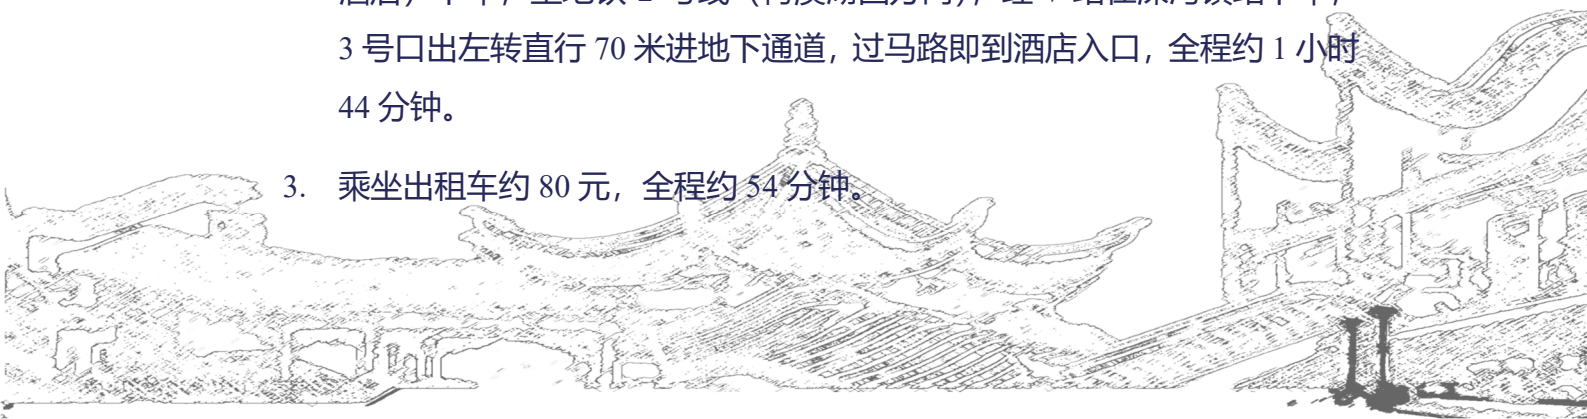 3 号口出左转直行 70 米进地下通道，过马路即到酒店入口，全程约 1 小时
44 分钟。
3. 乘坐出租车约 80 元，全程约 54 分钟。